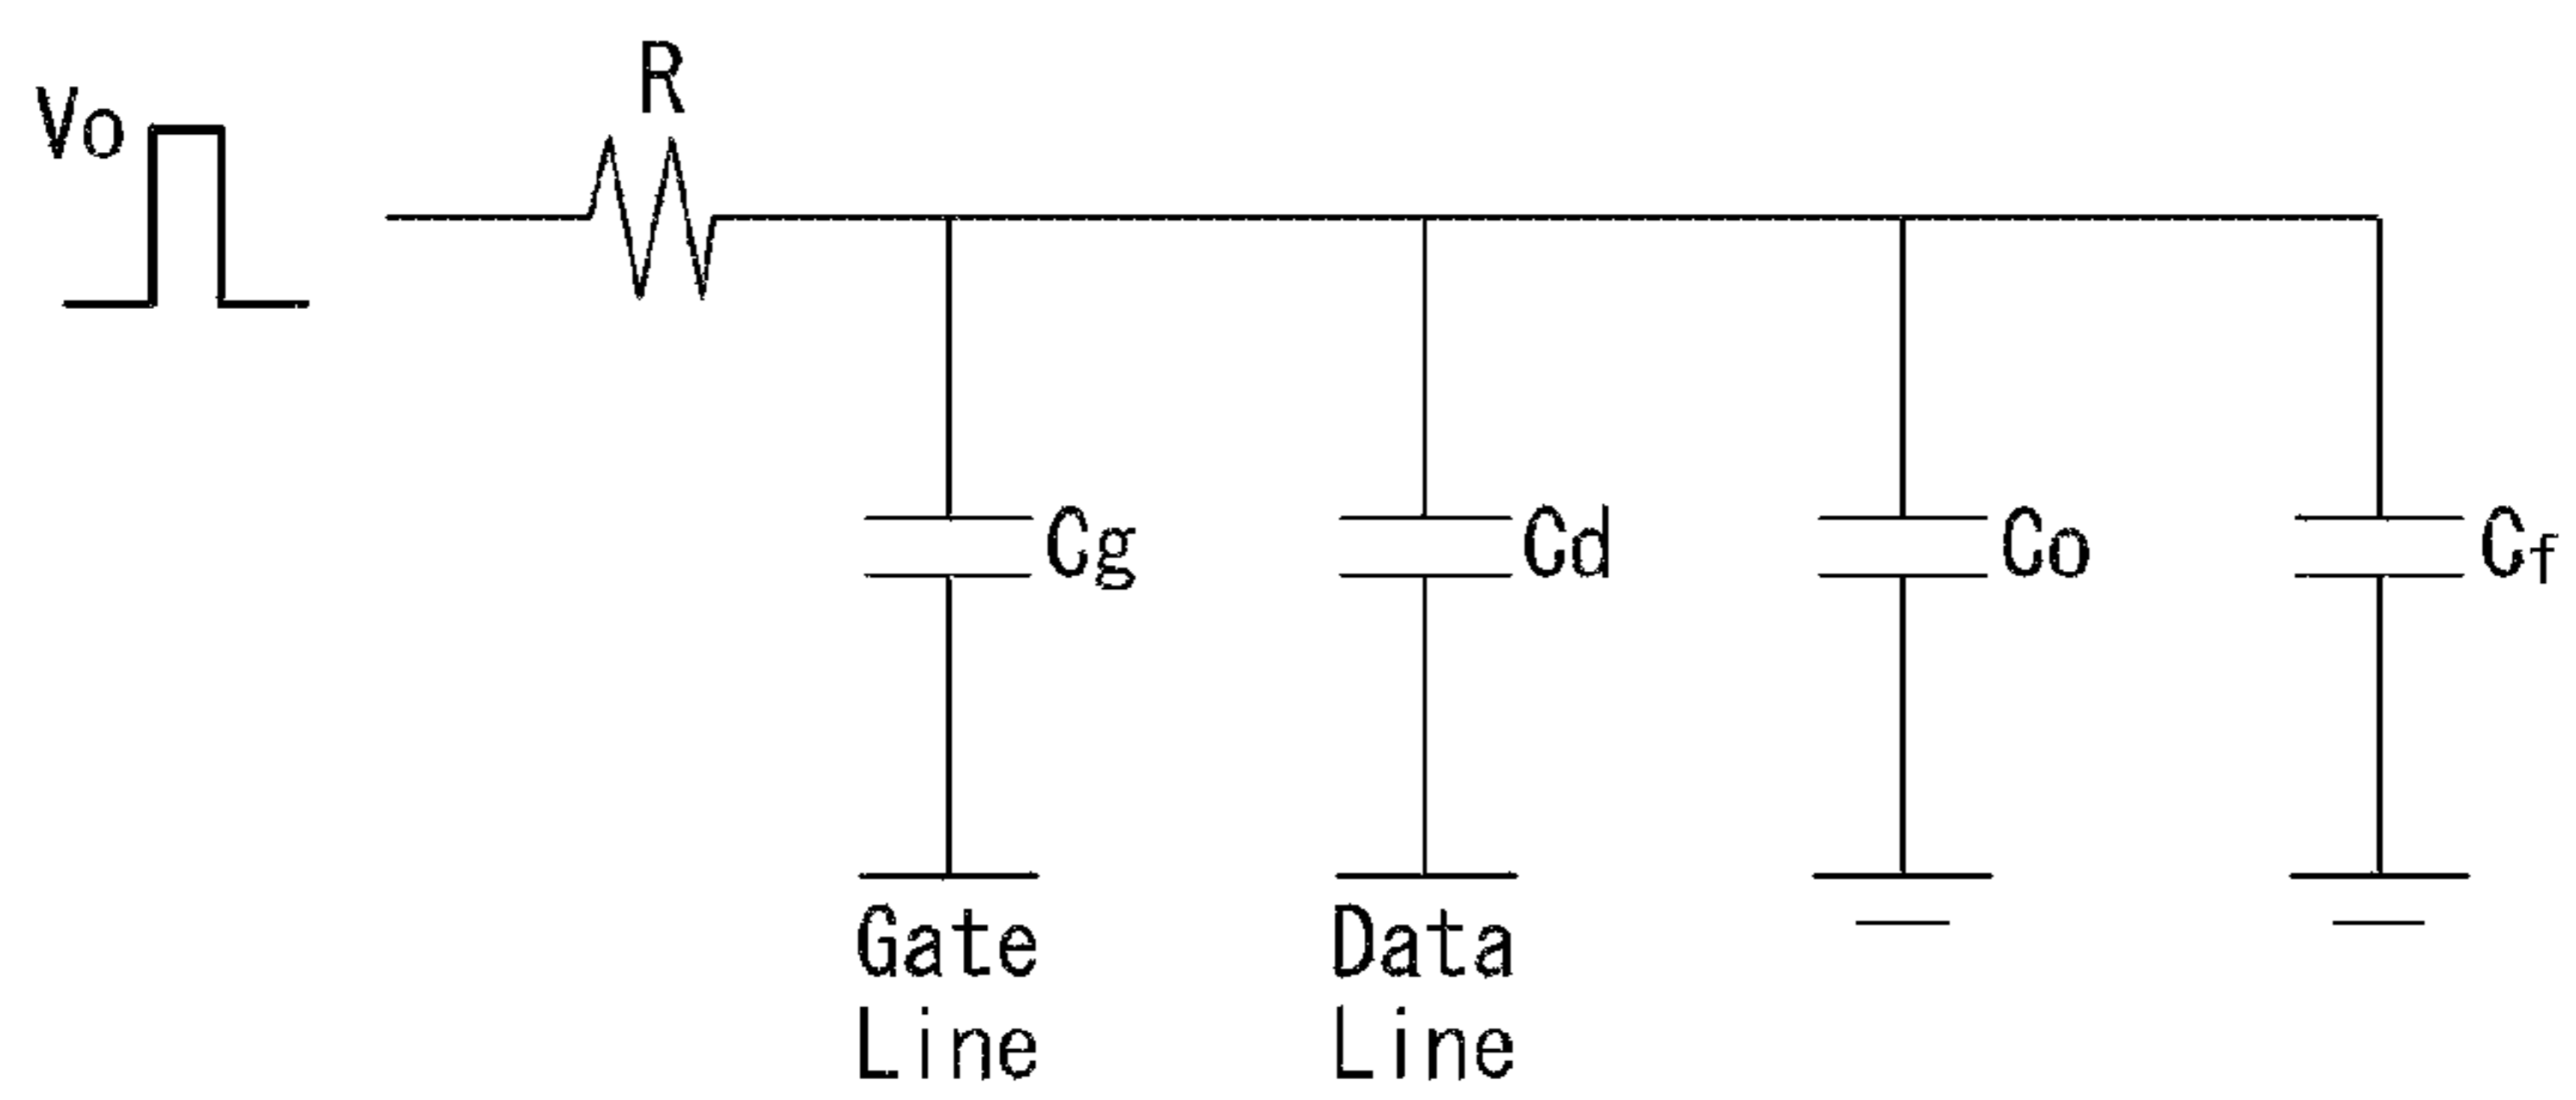 R
Vo
Cg
Cd
Co
Cf
Gate
Line
Data
Line